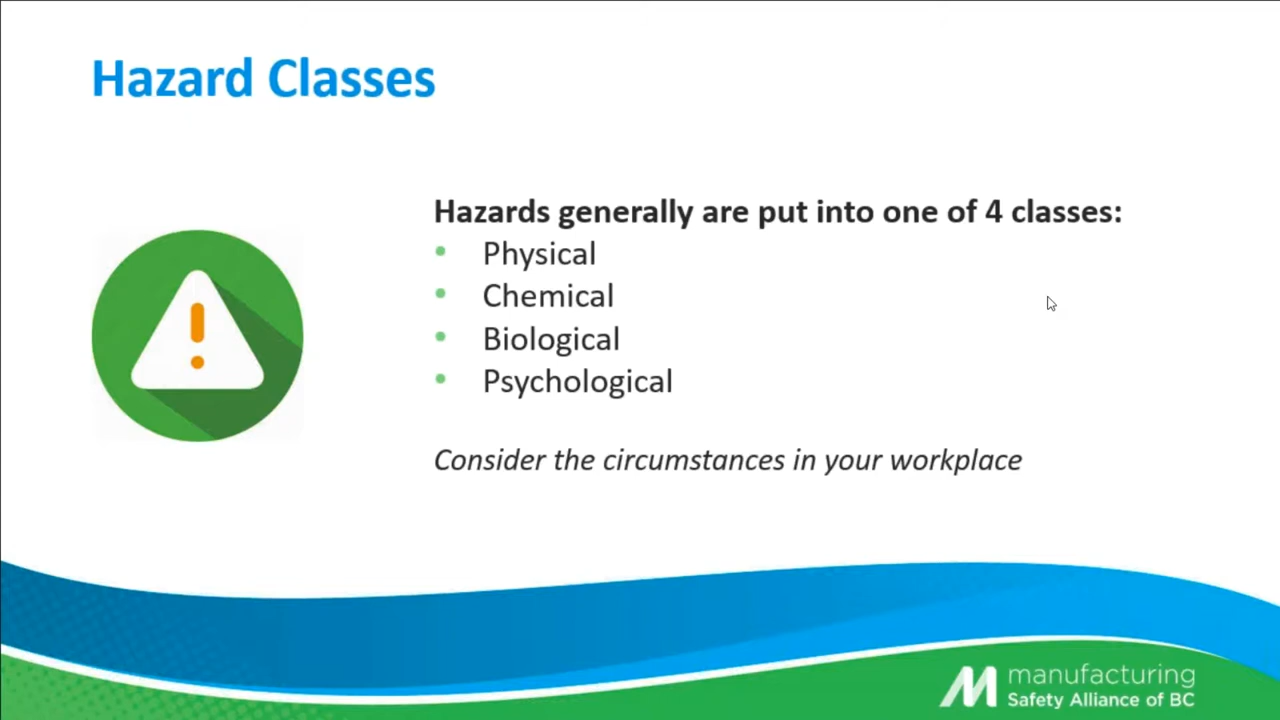 Hazard Classes
Hazards generally are put into one of 4 classes:
• Physical
• Chemical
• Biological
• Psychological
Consider the circumstances in your workplace
manufacturing
Safety Alliance of BC